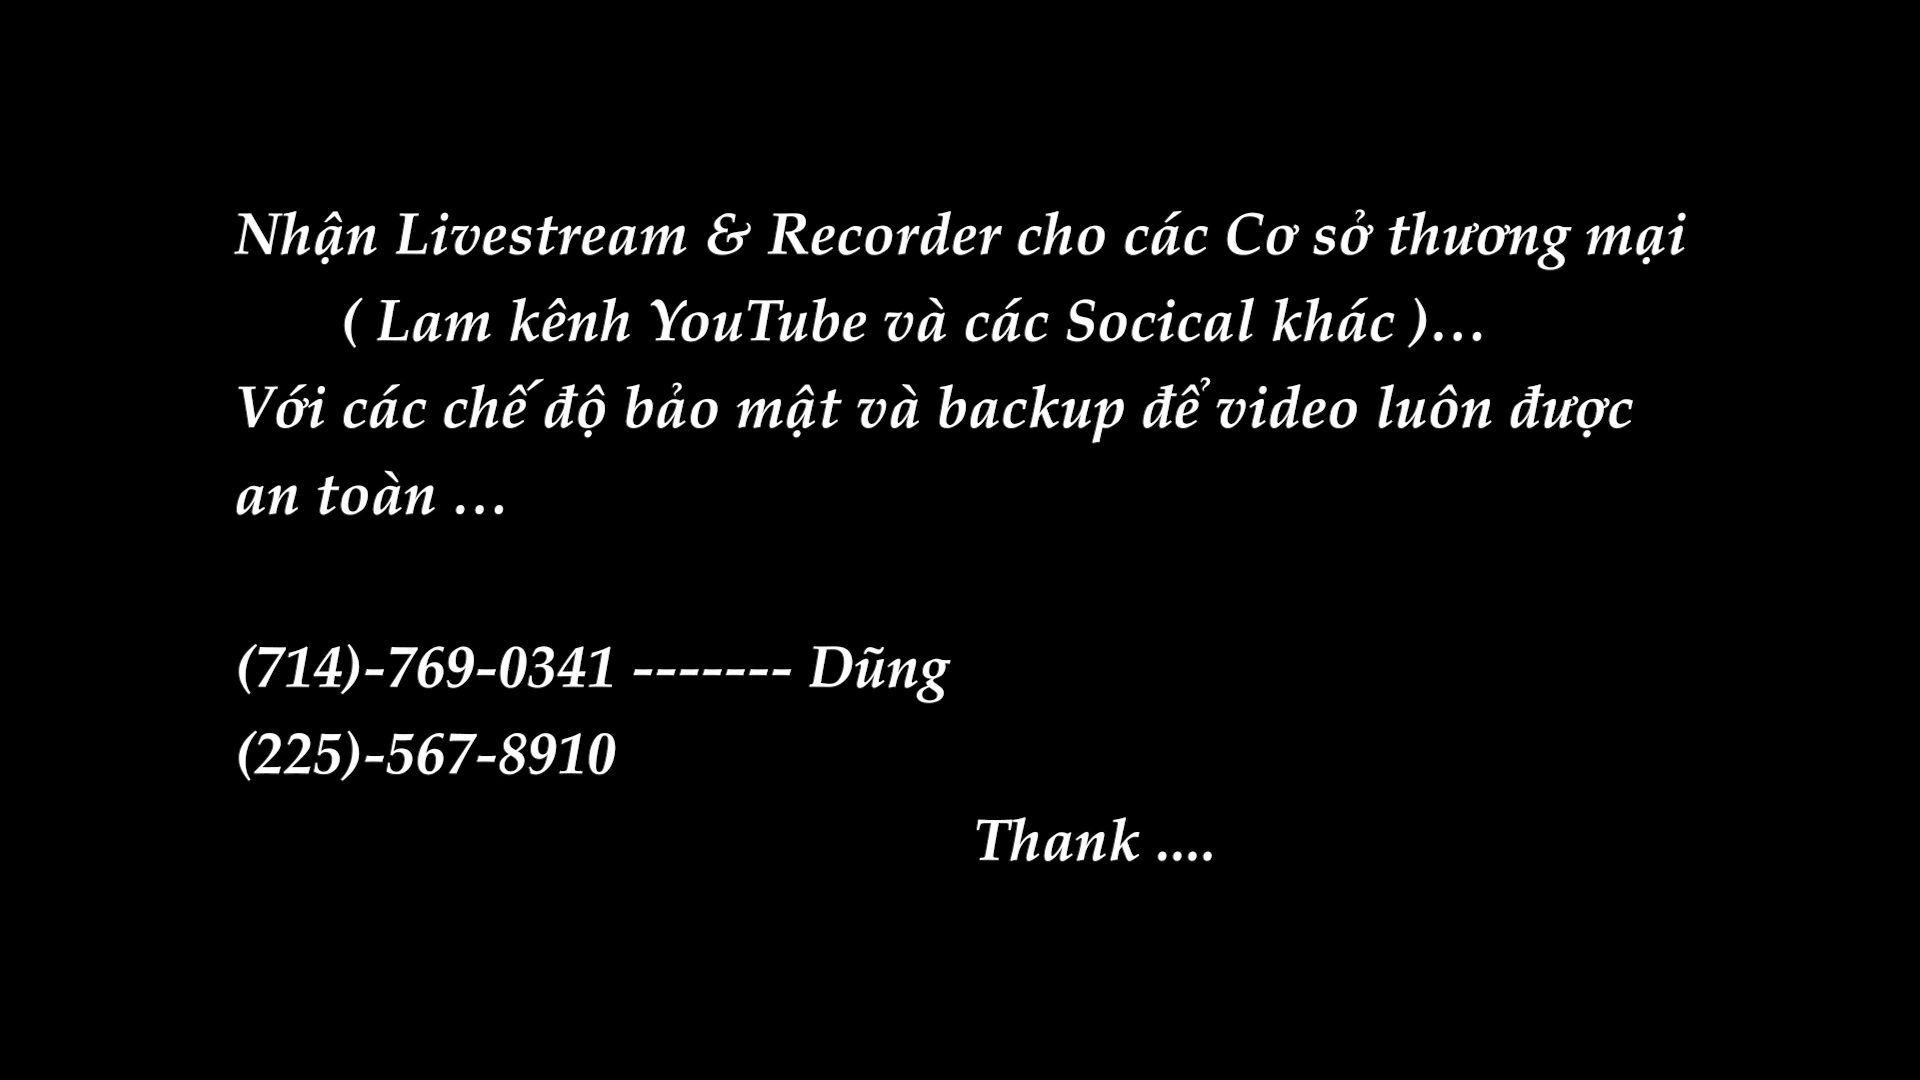 Nhận Livestream & Recorder cho các Cơ sở thương mại
( Lam kênh YouTube và các Socical khác )...
Với các chế độ bảo mật và backup để video luôn được
an toàn ...
(714)-769-0341 ------- Dũng
(225)-567-8910
Thank ....